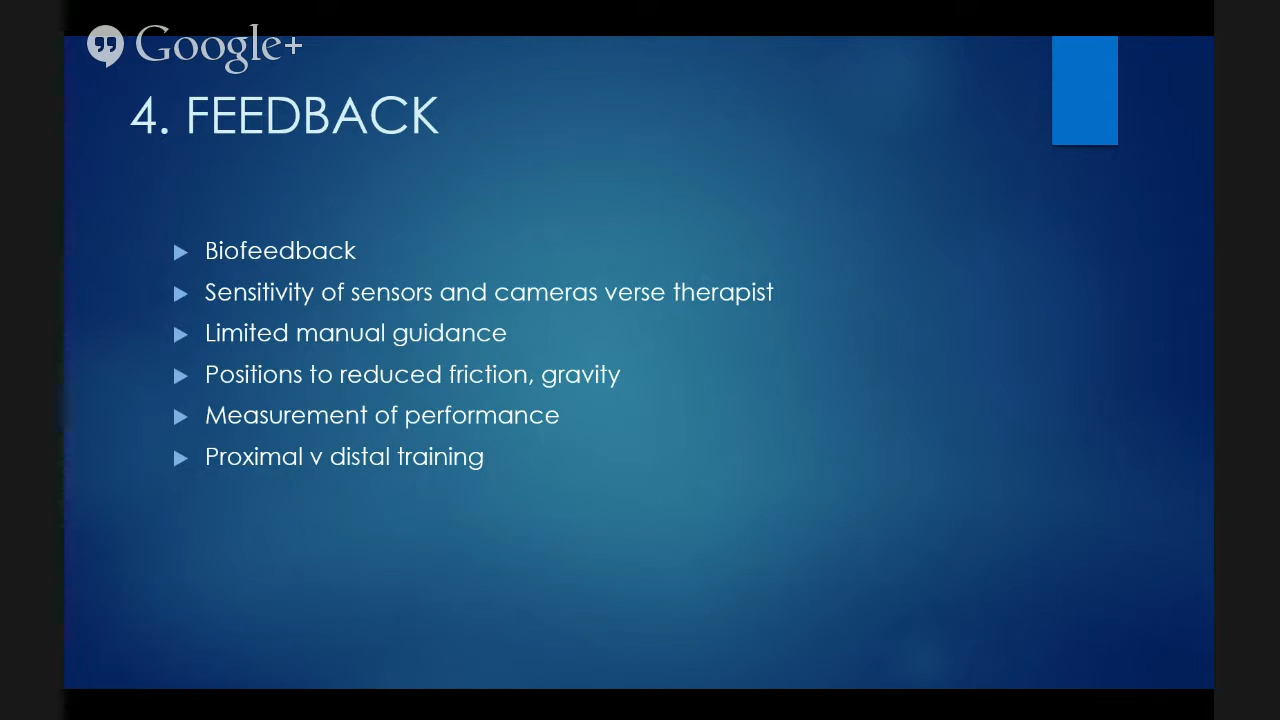 Google+
4. FEEDBACK
Biofeedback
Sensitivity of sensors and cameras verse therapist
Limited manual guidance
Positions to reduced friction, gravity
Measurement of performance
Proximal v distal training